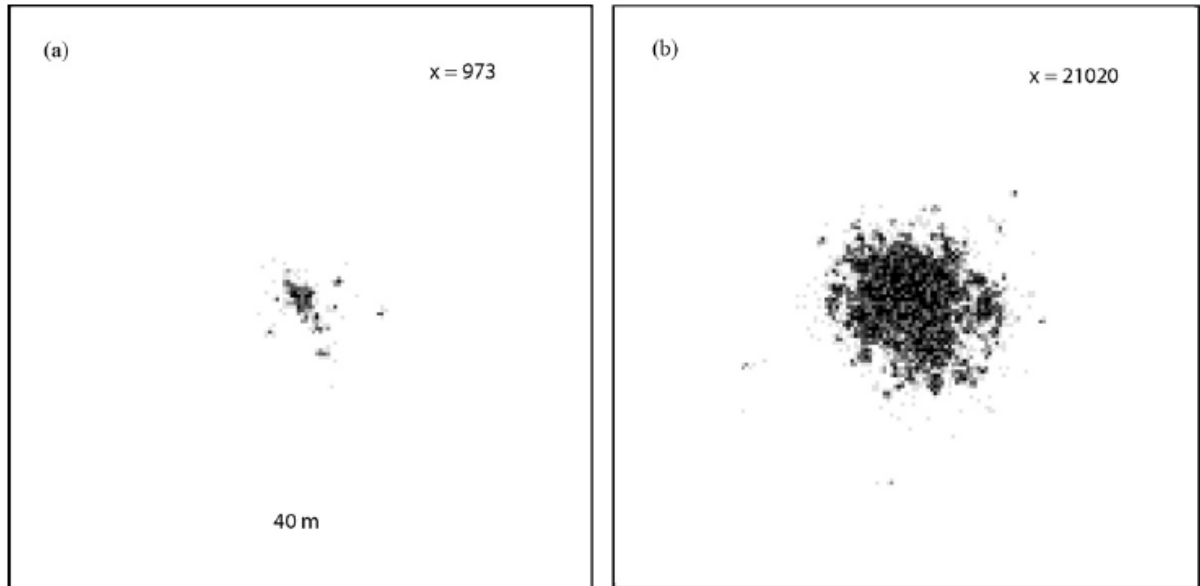 (a)
x = 973
40 m
(b)
x = 21020